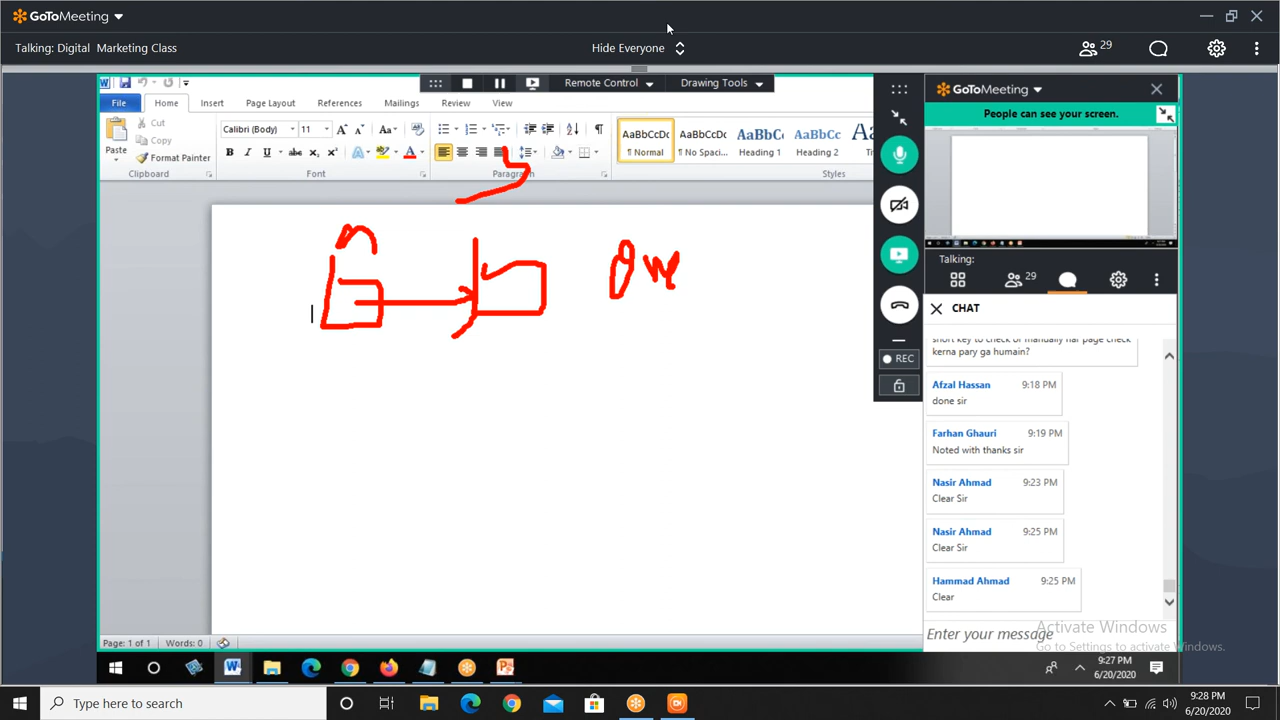 GoToMeeting
Talking: Digital Marketing Class
Hide Everyone
29
Remote Control
Drawing Tools
File
Home
Insert
Page Layout
References
Mailings
Review
View
Paste
Cut
Copy
Format Painter
Clipboard
Calibri (Body)
11
Font
Paragraph
AaBbCcDc
¶ Normal
AaBbCcDc
¶ No Spaci...
AaBbC
Heading 1
AaBbCc
Heading 2
Styles
REC
GoToMeeting
People can see your screen.
Talking:
29
CHAT
short key to check or manually har page check
kerna pary ga humain?
Afzal Hassan 9:18 PM
done sir
Farhan Ghauri 9:19 PM
Noted with thanks sir
Nasir Ahmad 9:23 PM
Clear Sir
Nasir Ahmad 9:25 PM
Clear Sir
Hammad Ahmad 9:25 PM
Clear
Enter your message
Activate Windows
Go to Settings to activate Windows.
Page: 1 of 1
Words: 0
9:27 PM
6/20/2020
Type here to search
9:28 PM
6/20/2020